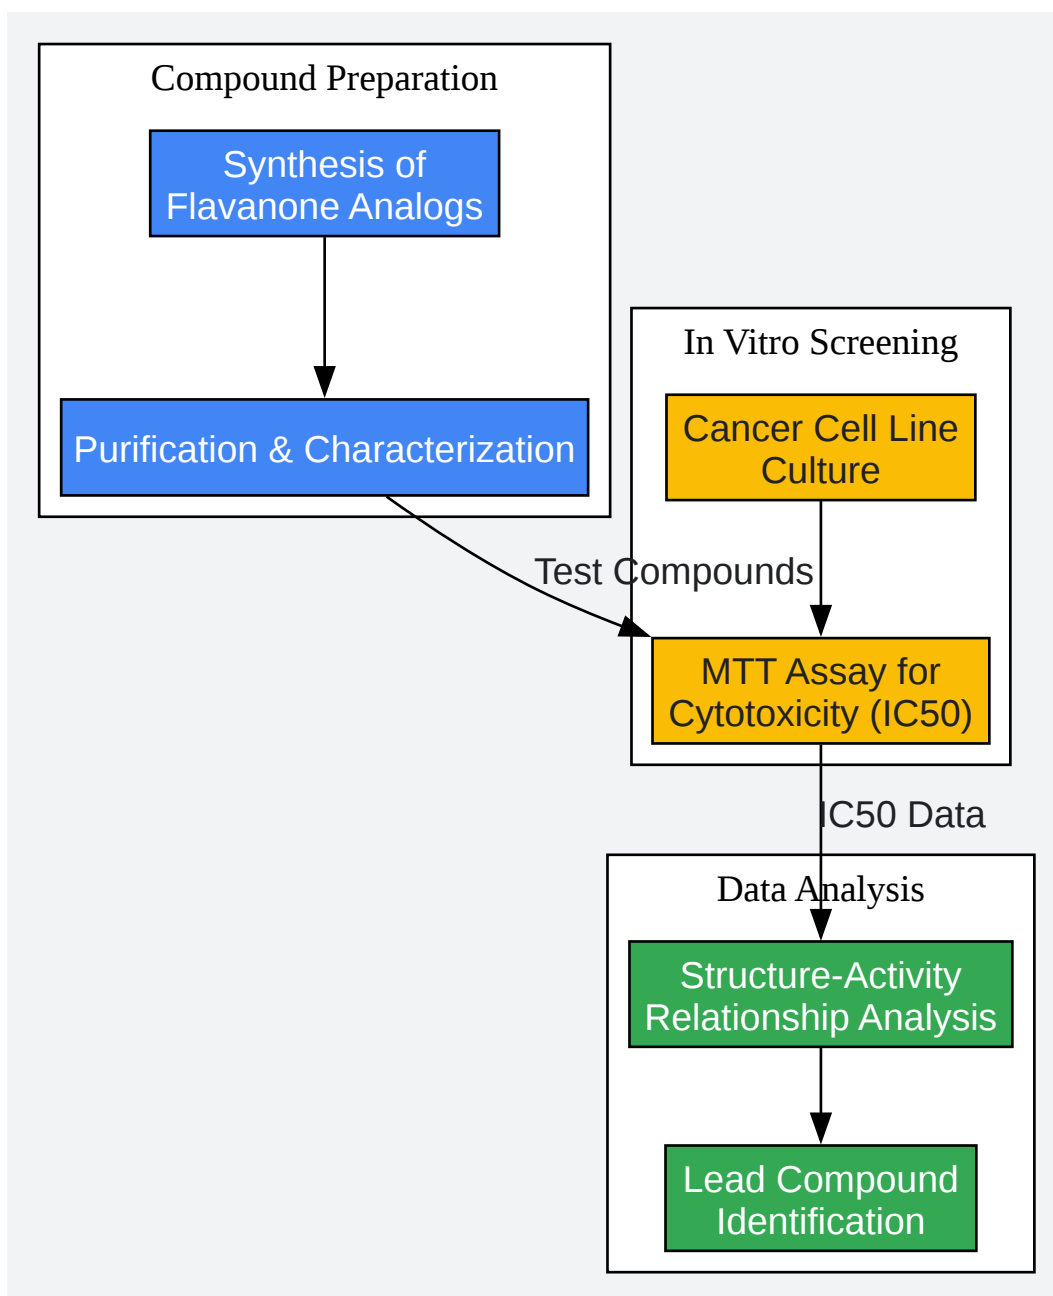 Compound Preparation
Synthesis of
Flavanone Analogs
Purification & Characterization
In Vitro Screening
Cancer Cell Line
Culture
Test Compounds
MTT Assay for
Cytotoxicity (IC50)
IC50 Data
Data Analysis
Structure-Activity
Relationship Analysis
Lead Compound
Identification